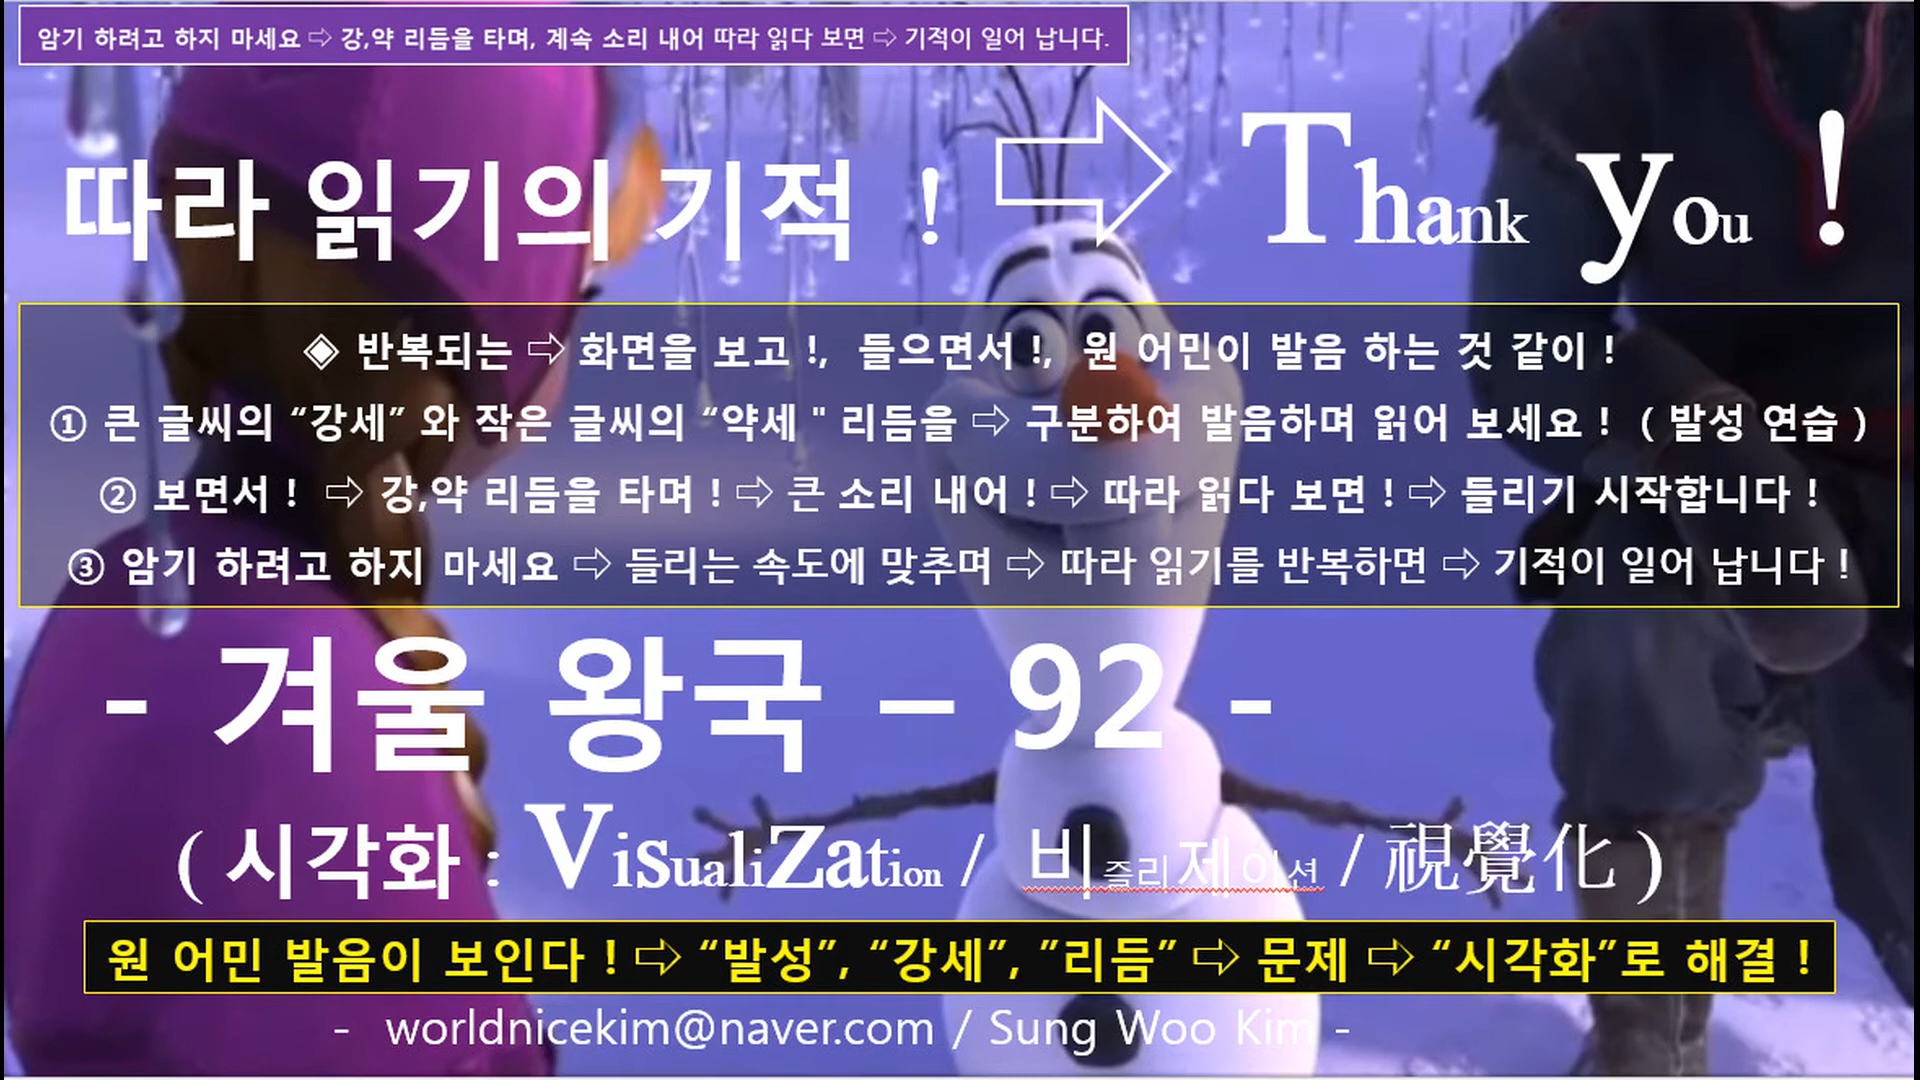 암기 하려고 하지 마세요 ⇨ 강,약 리듬을 타며, 계속 소리 내어 따라 읽다 보면 ⇨ 기적이 일어 납니다.
따라 읽기의 기적 ! ⇨ Thank you !
◈ 반복되는 ⇨ 화면을 보고 !, 들으면서 !, 원 어민이 발음 하는 것 같이 !
① 큰 글씨의 “강세” 와 작은 글씨의 “약세 " 리듬을 ⇨ 구분하여 발음하며 읽어 보세요 ! ( 발성 연습 )
② 보면서 ! ⇨ 강,약 리듬을 타며 ! ⇨ 큰 소리 내어 ! ⇨ 따라 읽다 보면 ! ⇨ 들리기 시작합니다 !
③ 암기 하려고 하지 마세요 ⇨ 들리는 속도에 맞추며 ⇨ 따라 읽기를 반복하면 ⇨ 기적이 일어 납니다 !
- 겨울 왕국 – 92 -
( 시각화 : VisualiZation / 비즐리제이션 / 視覺化 )
원 어민 발음이 보인다 ! ⇨ “발성”, “강세”, ”리듬” ⇨ 문제 ⇨ “시각화”로 해결 !
- worldnicekim@naver.com / Sung Woo Kim -